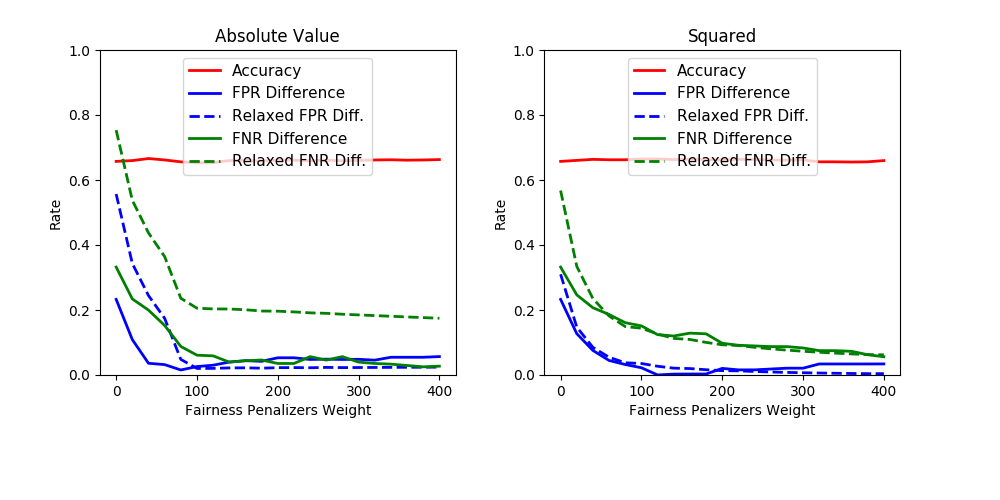 Absolute Value
1.0
0.8
0.6
0.4
0.2
0.0
Rate
Accuracy
FPR Difference
Relaxed FPR Diff.
FNR Difference
Relaxed FNR Diff.
0 100 200 300 400
Fairness Penalizers Weight
Squared
1.0
0.8
0.6
0.4
0.2
0.0
Rate
Accuracy
FPR Difference
Relaxed FPR Diff.
FNR Difference
Relaxed FNR Diff.
0 100 200 300 400
Fairness Penalizers Weight